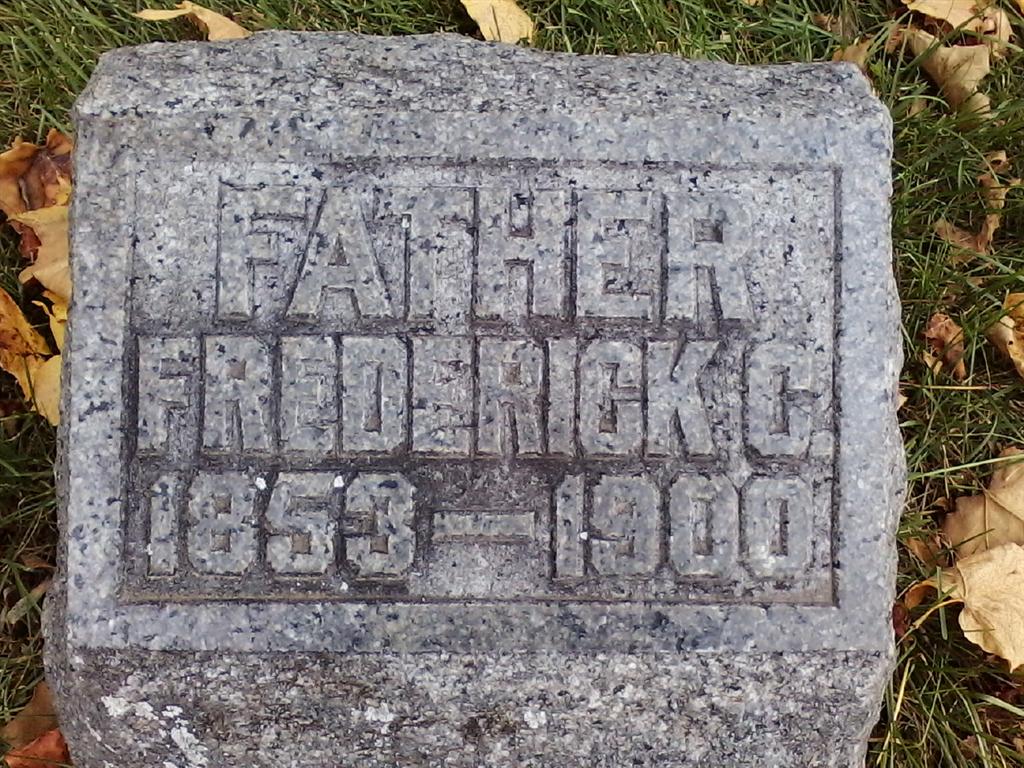 FATHER
FREDERICK C.
1853 — 1900